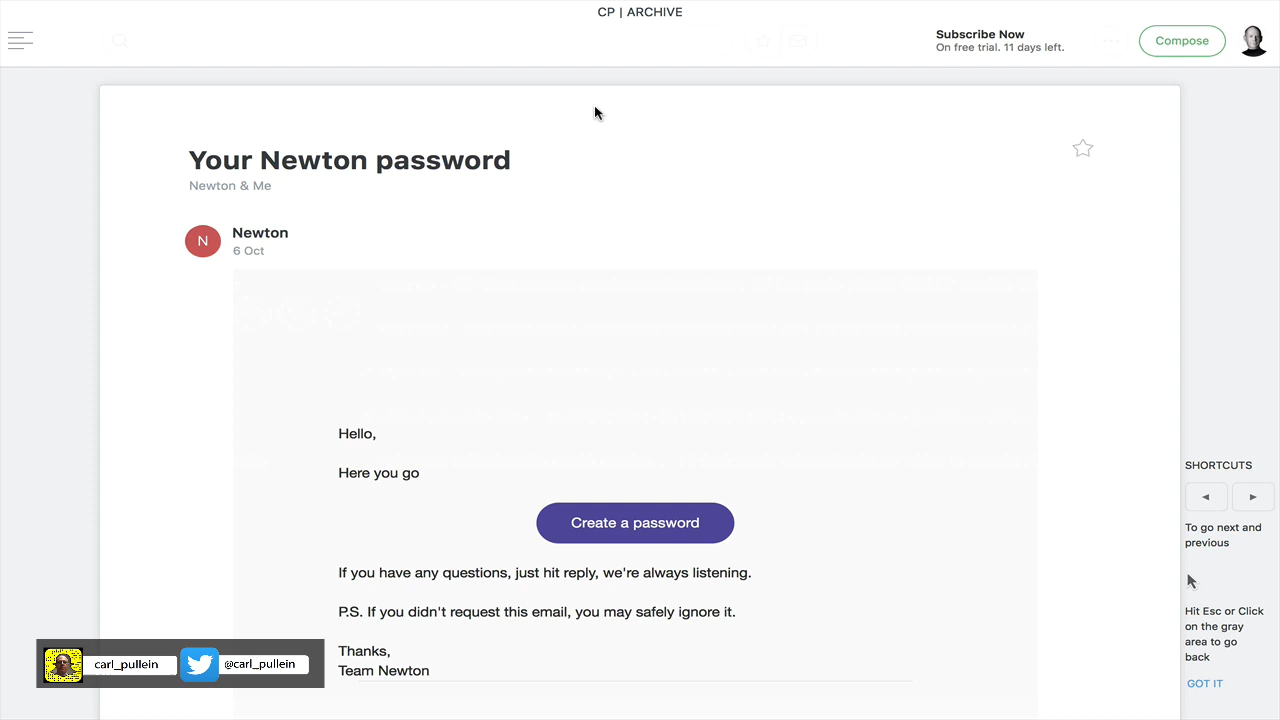 CP | ARCHIVE
Subscribe Now
On free trial. 11 days left.
Compose
Your Newton password
Newton & Me
N
Newton
6 Oct
Hello,
Here you go
Create a password
If you have any questions, just hit reply, we're always listening.
P.S. If you didn't request this email, you may safely ignore it.
Thanks,
Team Newton
SHORTCUTS
To go next and
previous
Hit Esc or Click
on the gray
area to go
back
GOT IT
carl_pullein
@carl_pullein